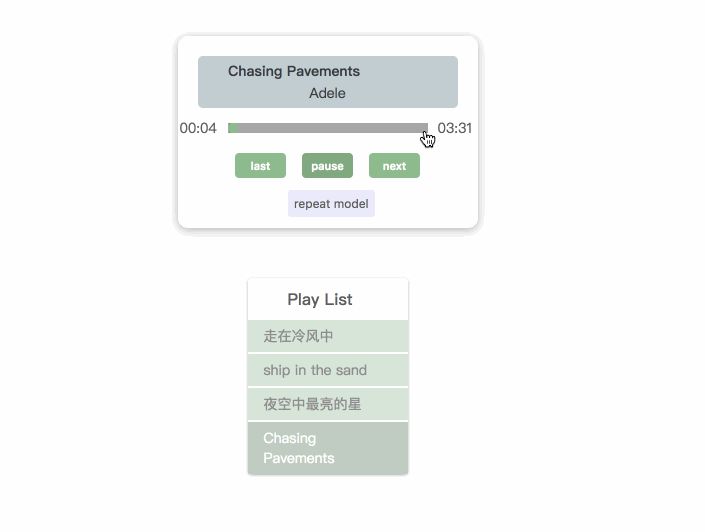 Chasing Pavements
Adele
00:04 03:31
last pause next
repeat model
Play List
走在冷风中
ship in the sand
夜空中最亮的星
Chasing
Pavements